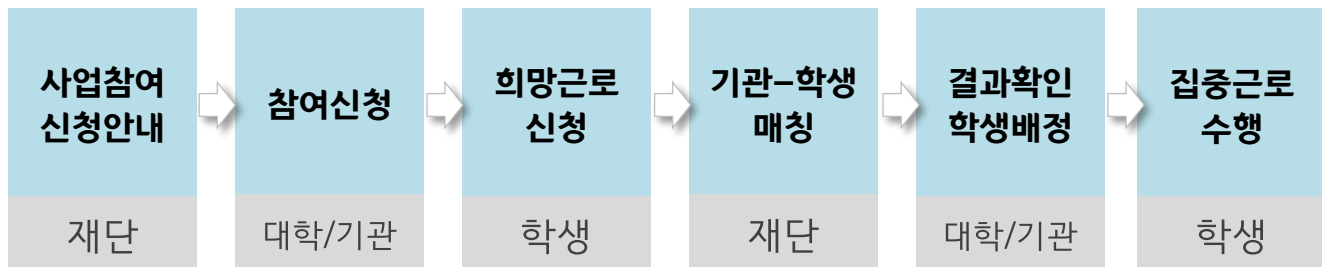 사업참여
신청안내
재단
참여신청
대학/기관
희망근로
신청
학생
기관-학생
매칭
재단
결과확인
학생배정
대학/기관
집중근로
수행
학생